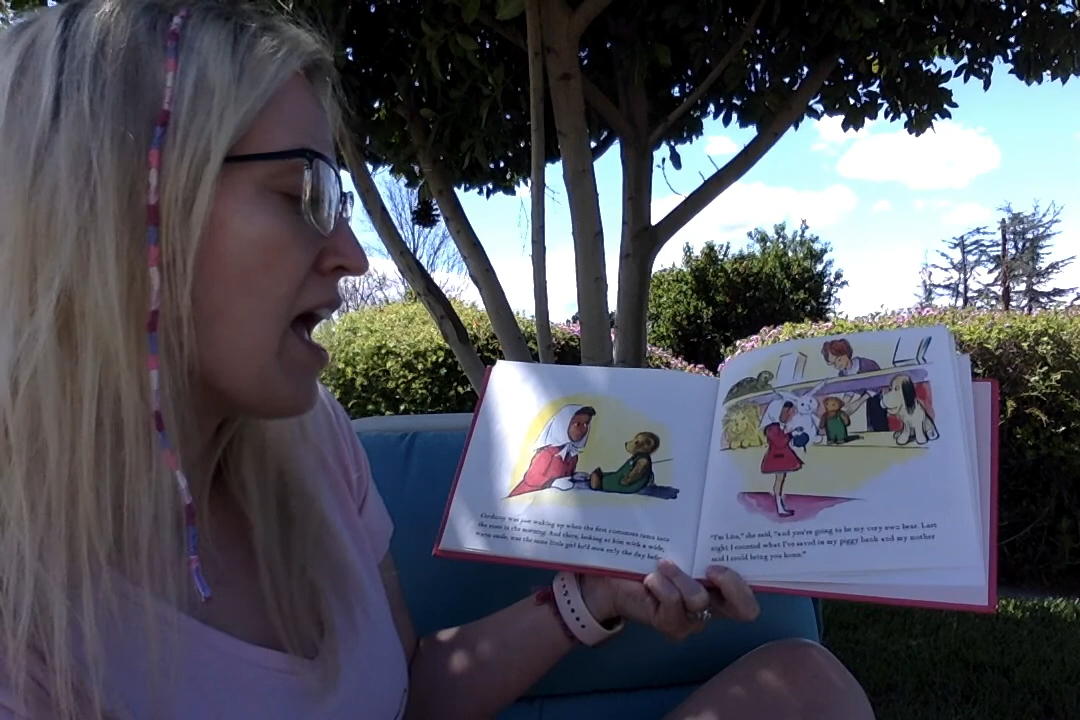 Corduroy was just waking up when the first customers came into
the store in the morning. And there, looking at him with a wide,
warm smile, was the same little girl he'd seen only the day before.
"I'm Lisa," she said, "and you're going to be my very own bear. Last
night I counted what I've saved in my piggy bank and my mother
said I could bring you home."